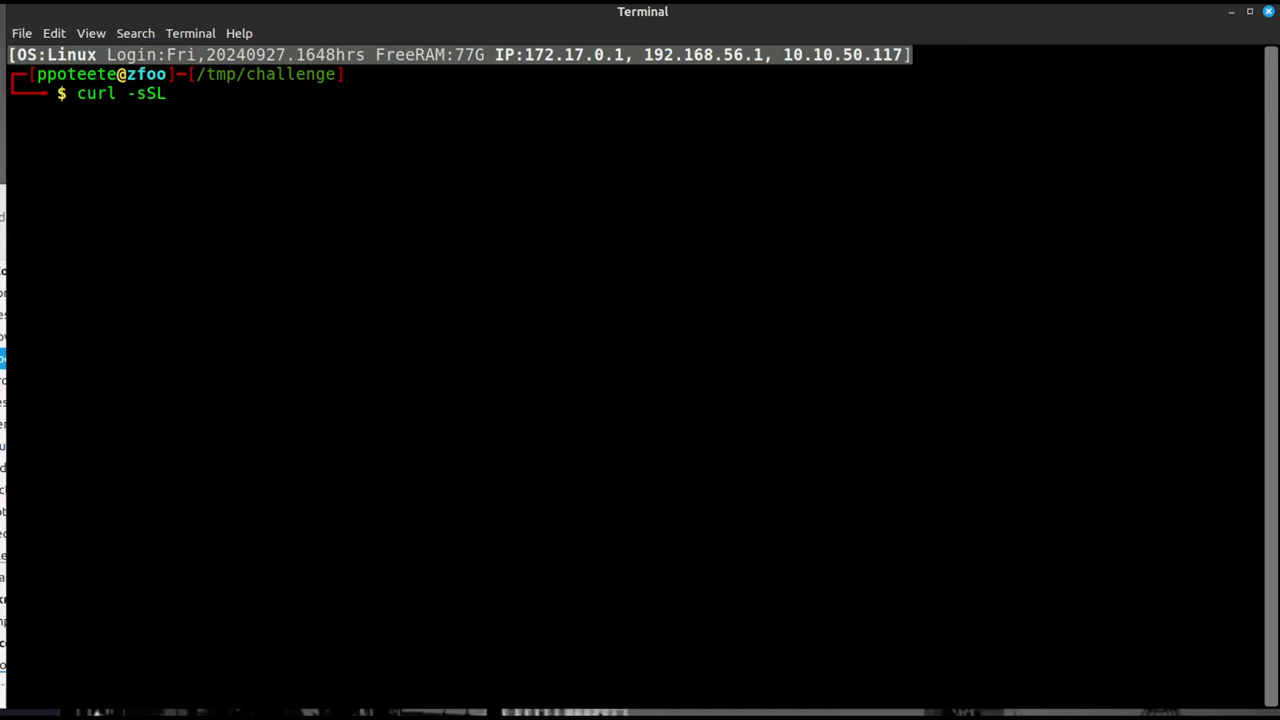 Terminal
File Edit View Search Terminal Help
[OS:Linux Login:Fri,20240927.1648hrs FreeRAM:77G IP:172.17.0.1, 192.168.56.1, 10.10.50.117]
┌─[ppoteete@zfoo]─[/tmp/challenge]
└─── $ curl -sSL